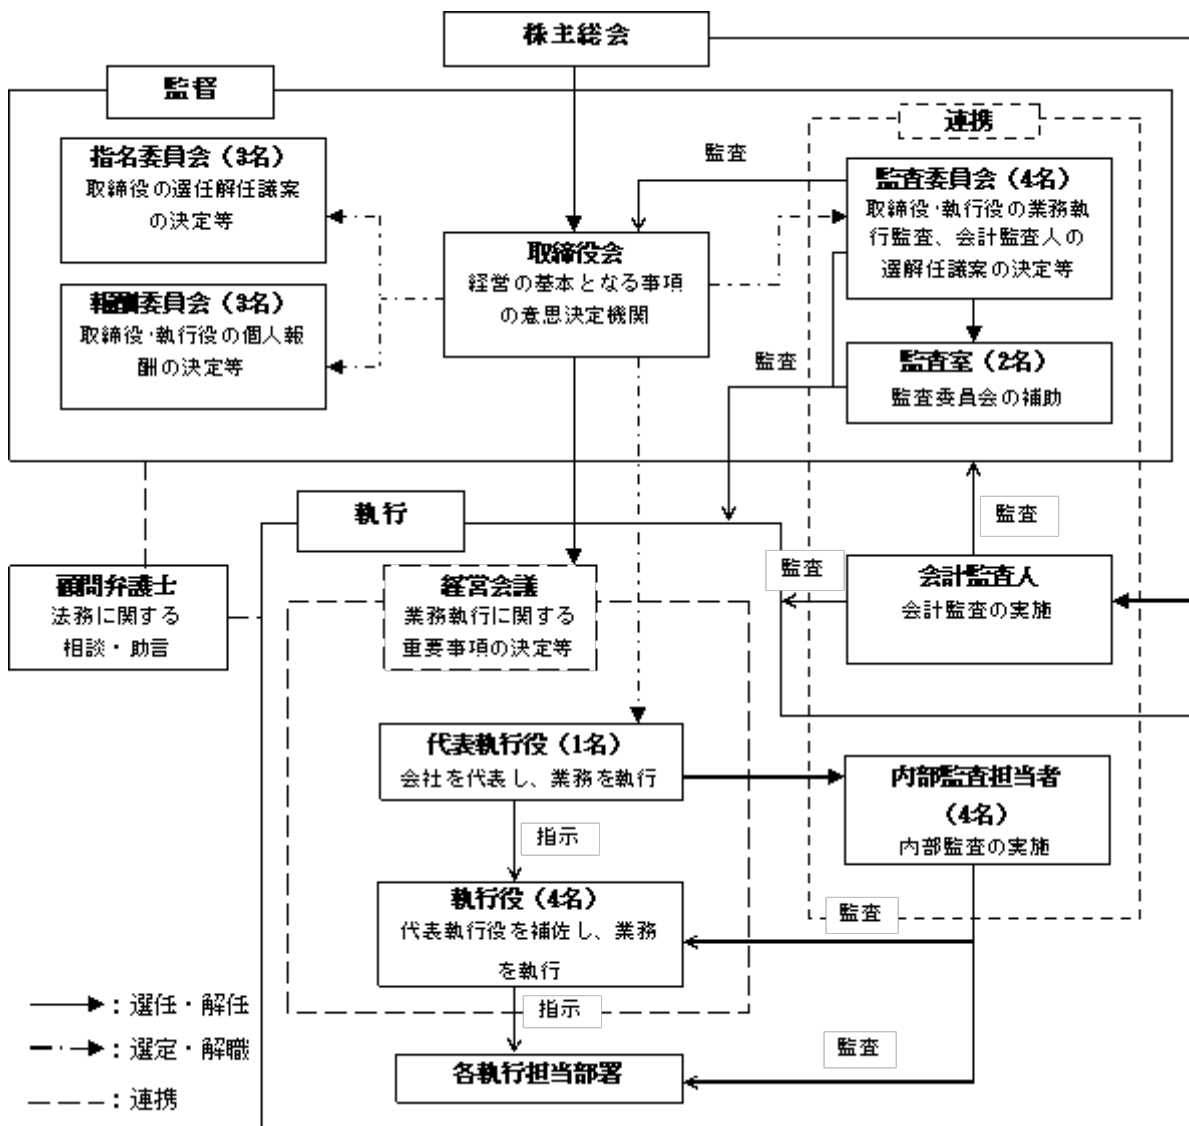 株主総会
監督
連携
指名委員会（3名）
取締役の選任解任議案
の決定等
監査
監査委員会（4名）
取締役・執行役の業務執
行監査、会計監査人の
選解任議案の決定等
取締役会
経営の基本となる事項
の意思決定機関
報酬委員会（3名）
取締役・執行役の個人報
酬の決定等
監査
監査室（2名）
監査委員会の補助
執行
監査
顧問弁護士
法務に関する
相談・助言
経営会議
業務執行に関する
重要事項の決定等
監査
会計監査人
会計監査の実施
代表執行役（1名）
会社を代表し、業務を執行
内部監査担当者
（4名）
内部監査の実施
指示
執行役（4名）
代表執行役を補佐し、業務
を執行
監査
指示
監査
各執行担当部署
：選任・解任
：選定・解職
：連携